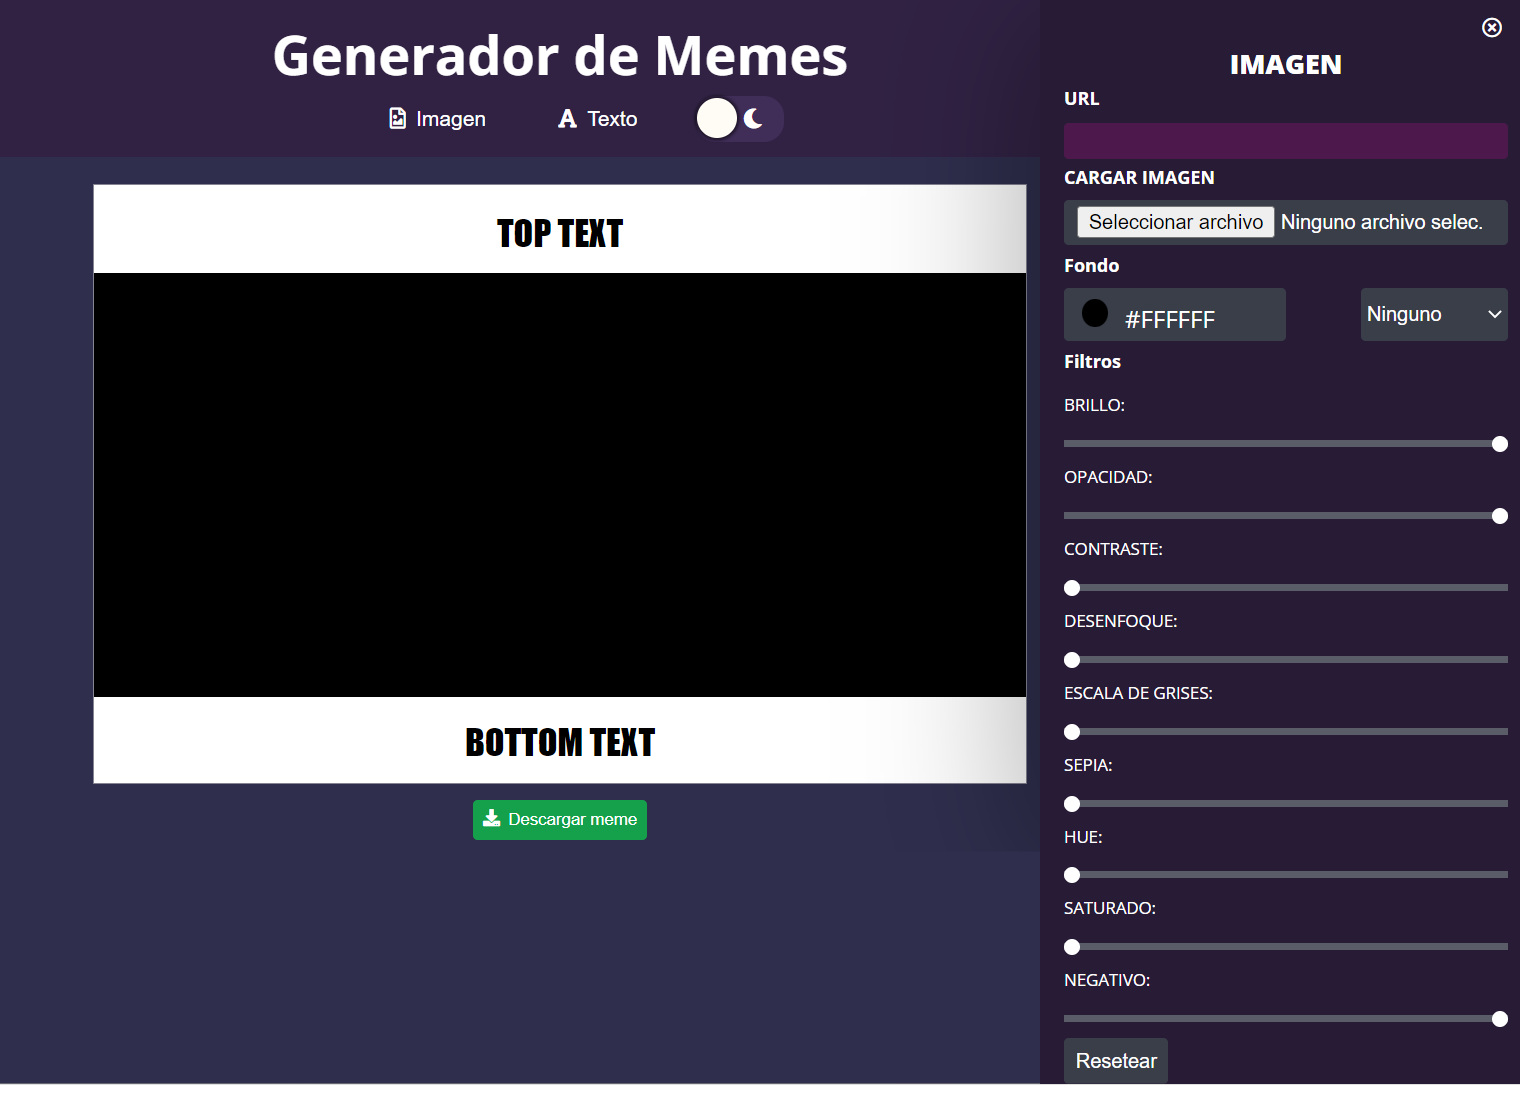 Generador de Memes
Imagen
Texto
TOP TEXT
BOTTOM TEXT
Descargar meme
IMAGEN
URL
CARGAR IMAGEN
Seleccionar archivo Ninguno archivo selec.
Fondo
#FFFFFF
Ninguno
Filtros
BRILLO:
OPACIDAD:
CONTRASTE:
DESENFOQUE:
ESCALA DE GRISES:
SEPIA:
HUE:
SATURADO:
NEGATIVO:
Resetear